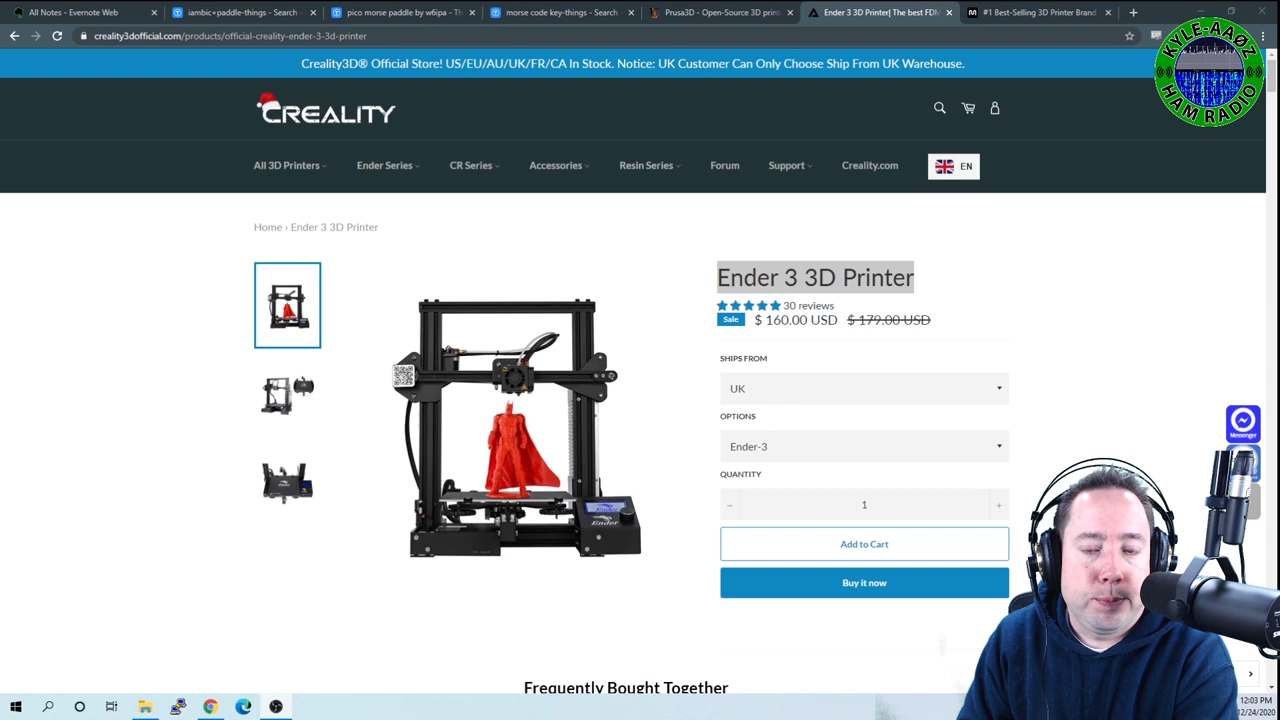 All Notes - Evernote Web
iambic+paddle-things - Search -
pico morse paddle by w6ipa - Th
morse code key-things - Search
Prusa3D - Open-Source 3D print
Ender 3 3D Printer| The best FDM
#1 Best-Selling 3D Printer Brand
creality3dofficial.com/products/official-creality-ender-3-3d-printer
KYLE-AAØZ
HAM RADIO
Creality3D® Official Store! US/EU/AU/UK/FR/CA In Stock. Notice: UK Customer Can Only Choose Ship From UK Warehouse.
CREALITY
All 3D Printers
Ender Series
CR Series
Accessories
Resin Series
Forum
Support
Creality.com
EN
Home › Ender 3 3D Printer
Ender 3 3D Printer
30 reviews
Sale $ 160.00 USD $ 179.00 USD
SHIPS FROM
UK
OPTIONS
Ender-3
QUANTITY
− 1 +
Add to Cart
Buy it now
Messenger
Ender
Frequently Bought Together
12:03 PM
12/24/2020